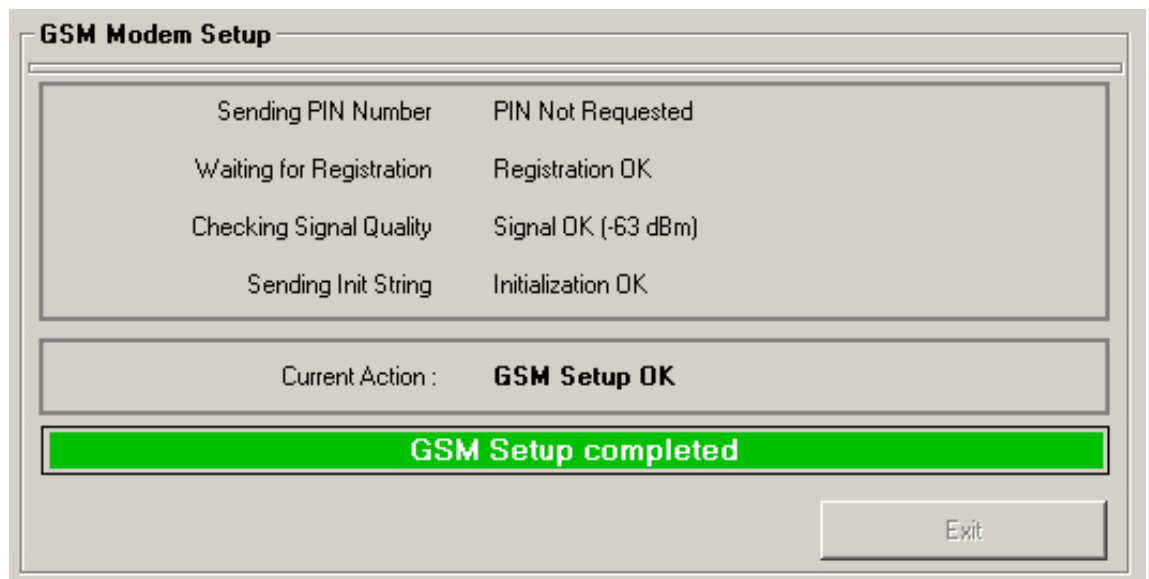 GSM Modem Setup
Sending PIN Number PIN Not Requested
Waiting for Registration Registration OK
Checking Signal Quality Signal OK (-63 dBm)
Sending Init String Initialization OK
Current Action : GSM Setup OK
GSM Setup completed
Exit